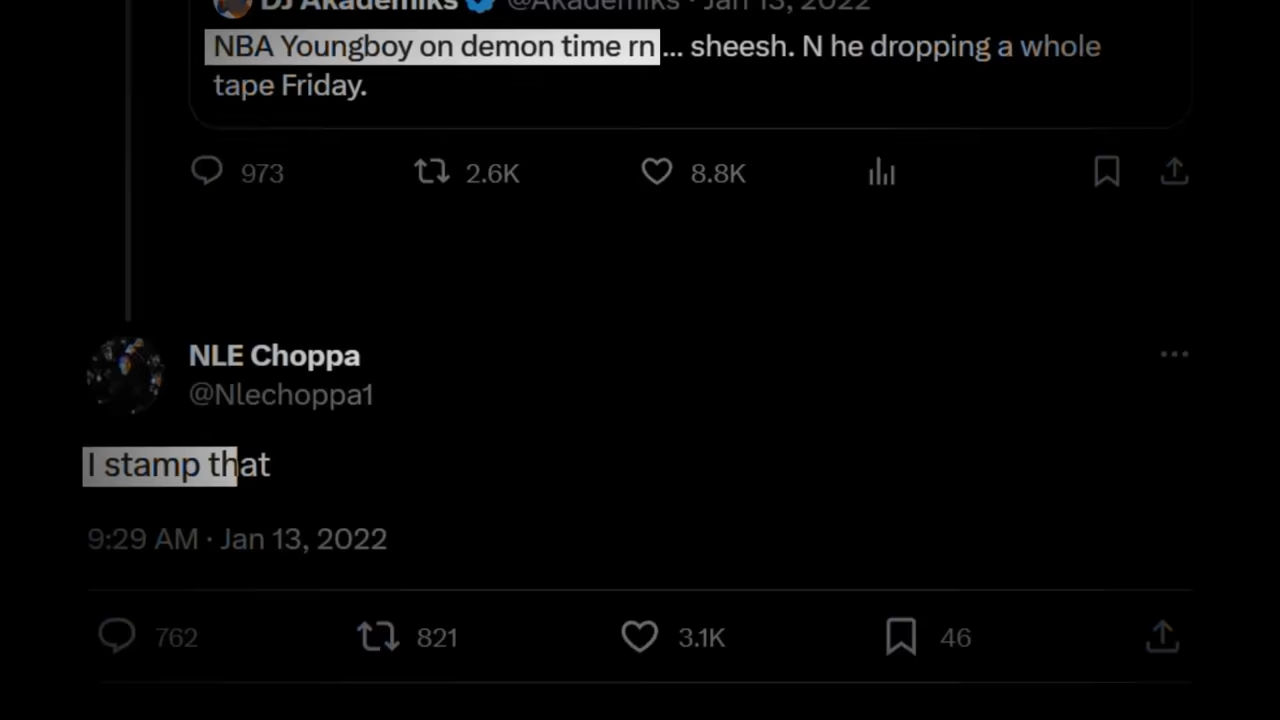 DJ Akademiks @Akademiks · Jan 13, 2022
NBA Youngboy on demon time rn... sheesh. N he dropping a whole
tape Friday.
973 2.6K 8.8K
NLE Choppa
@Nlechoppa1
I stamp that
9:29 AM · Jan 13, 2022
762 821 3.1K 46